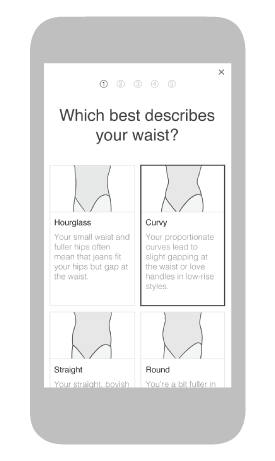 ×
1 2 3 4 5
Which best describes
your waist?
Hourglass
Your small waist and
fuller hips often
mean that jeans fit
your hips but gap at
the waist.
Curvy
Your proportionate
curves lead to
slight gapping at
the waist or love
handles in low-rise
styles.
Straight
Your straight, boyish
Round
You're a bit fuller in